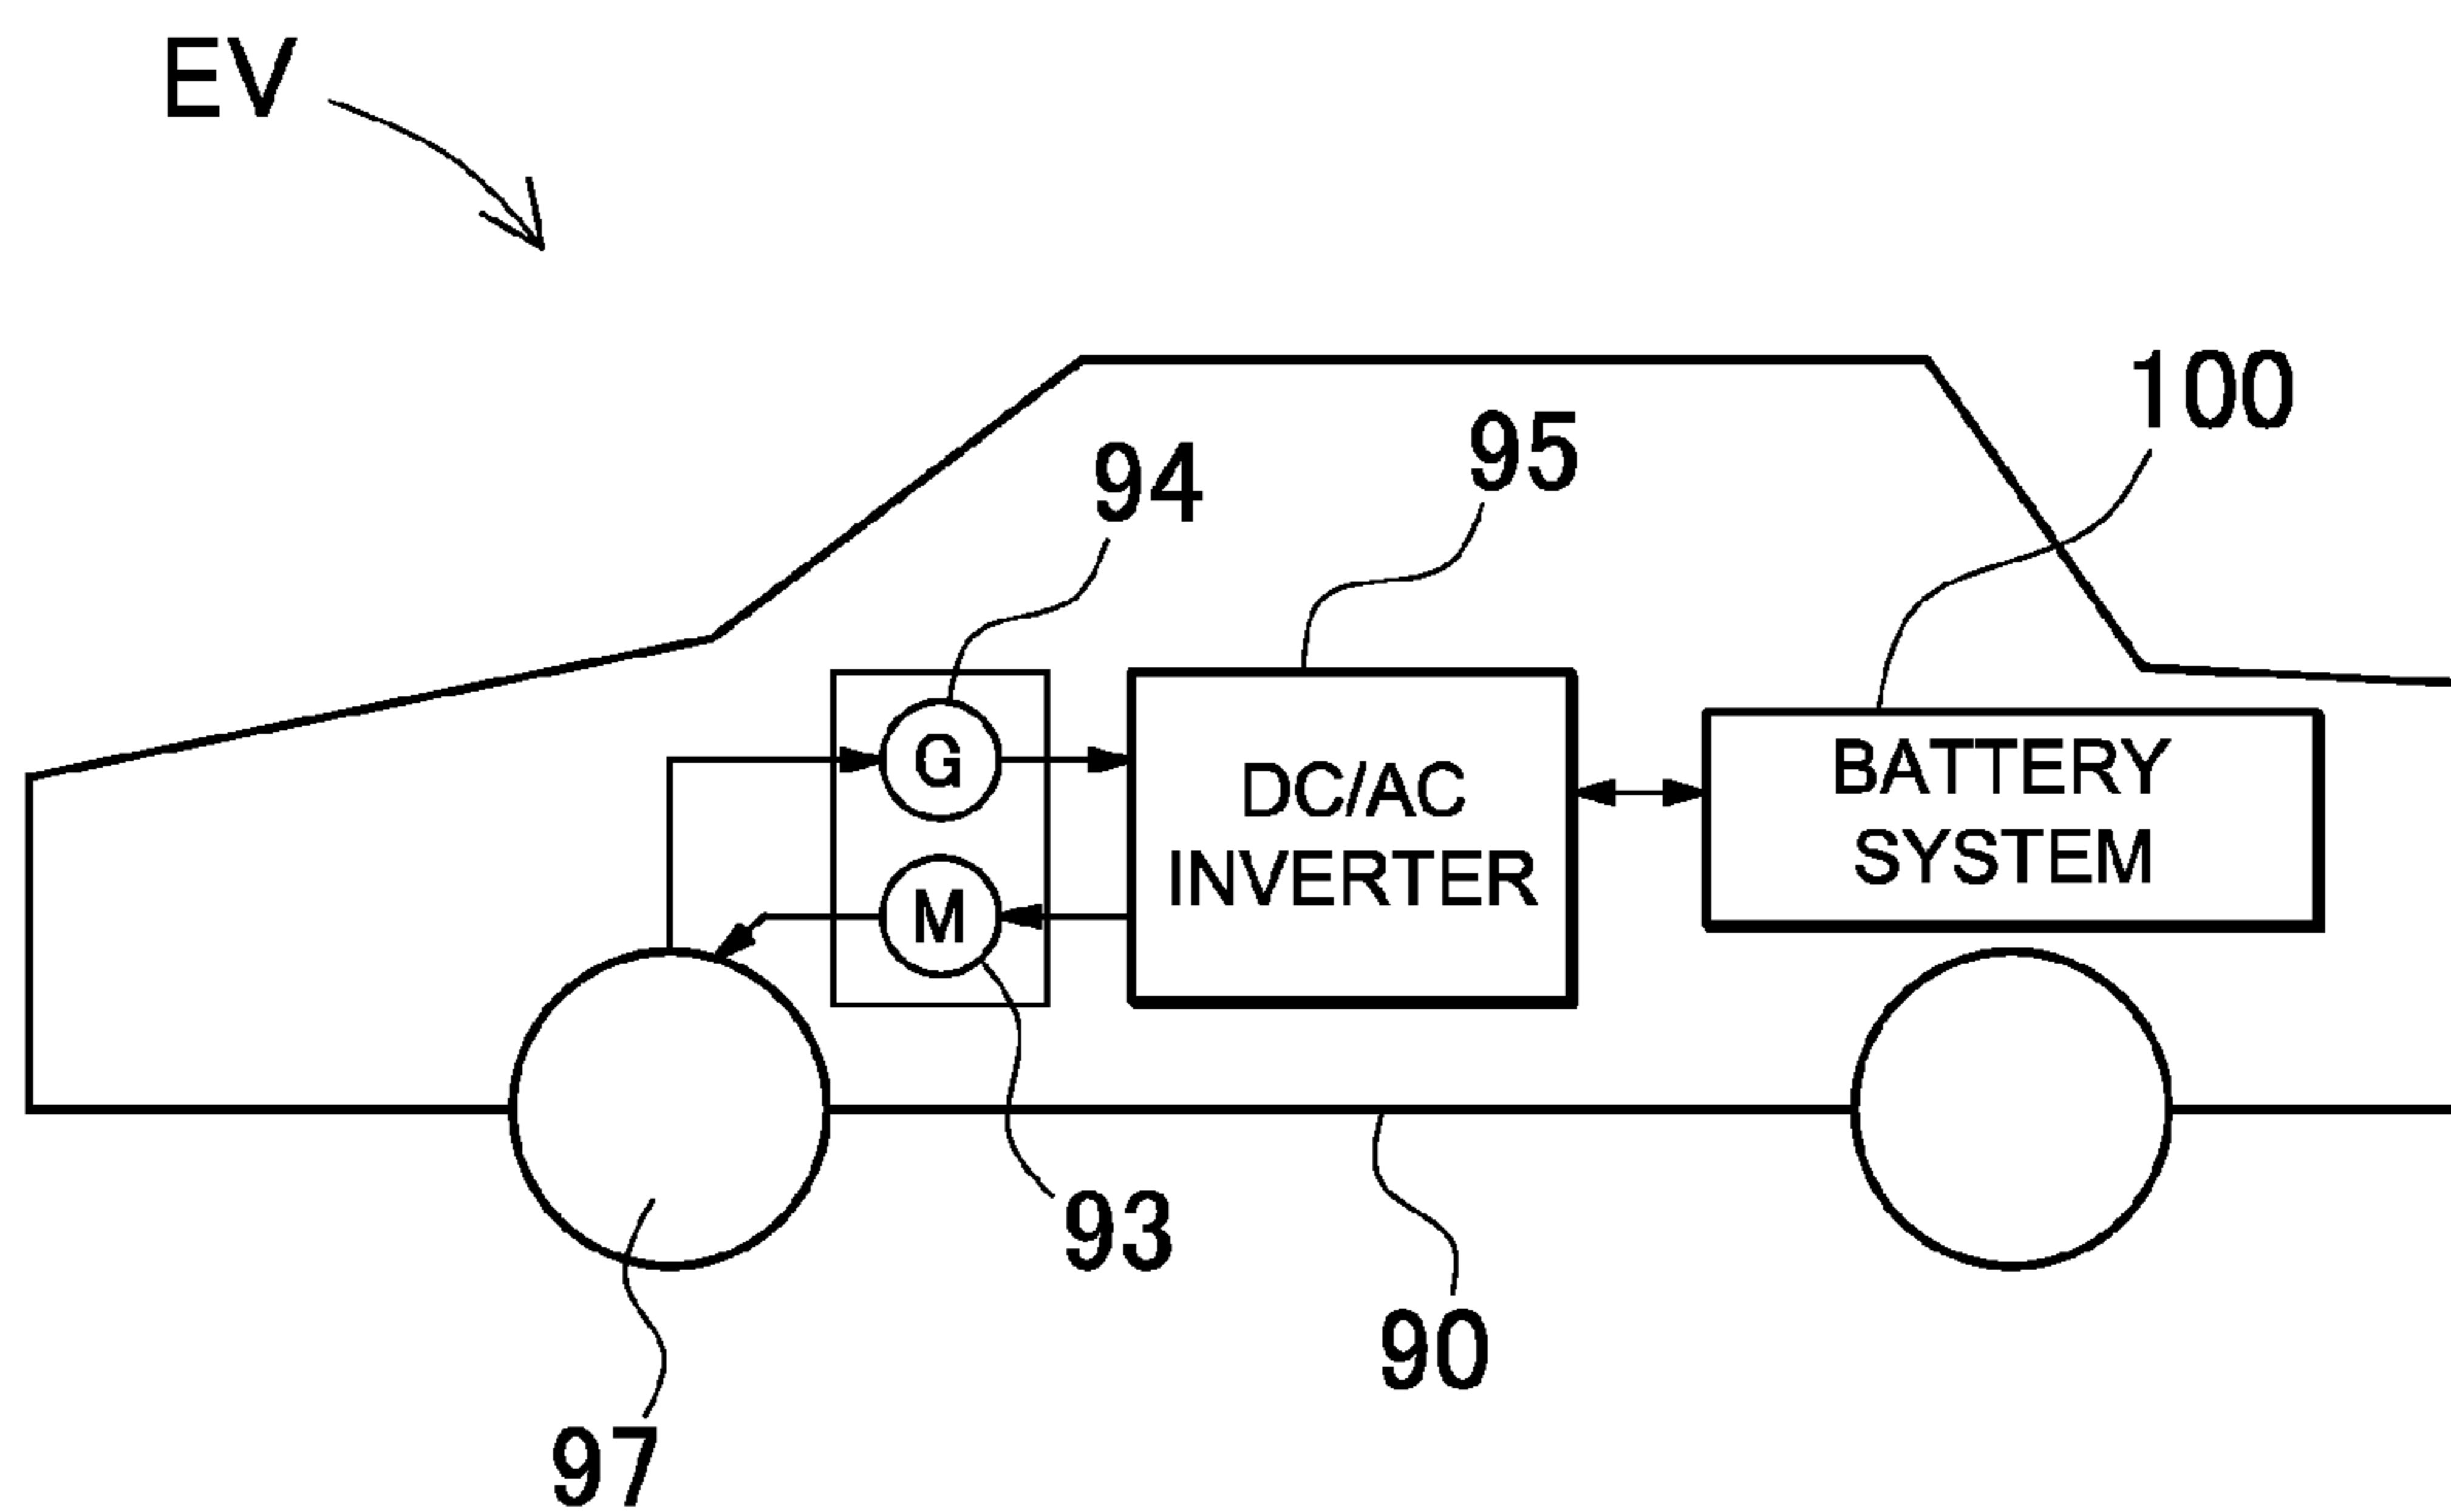 EV
100
95
94
G
DC/AC
INVERTER
BATTERY
SYSTEM
M
93
90
97